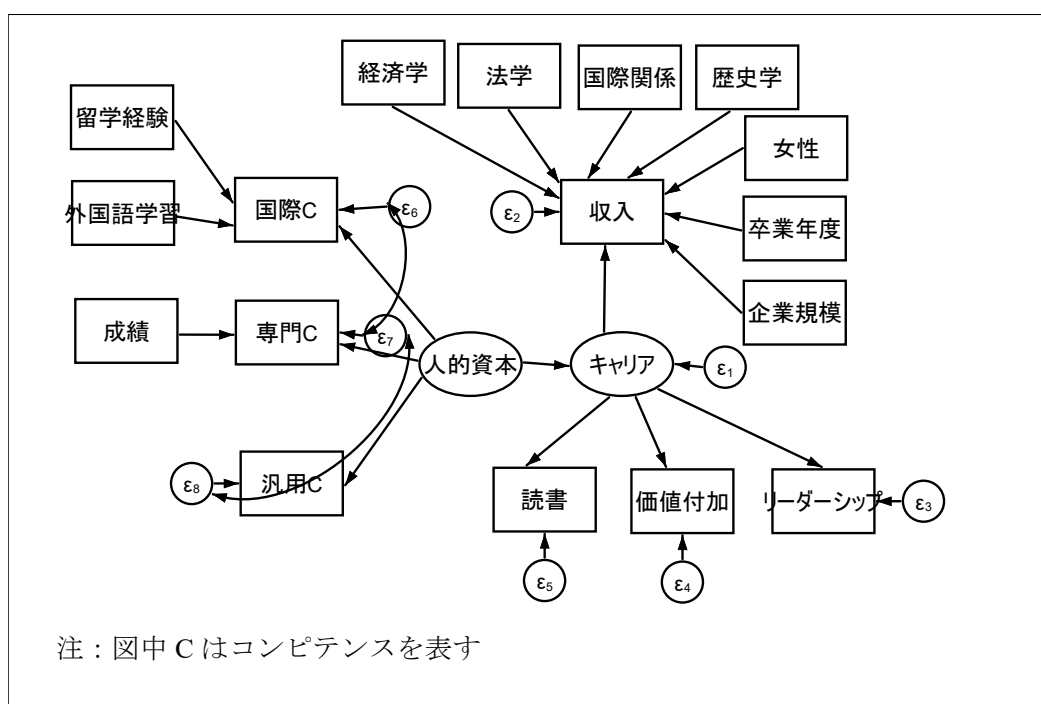 経済学
法学
国際関係
歴史学
留学経験
女性
外国語学習
国際C
ε6
ε2
収入
卒業年度
成績
専門C
ε7
企業規模
人的資本
キャリア
ε1
ε8
汎用C
読書
価値付加
リーダーシップ
ε3
ε5
ε4
注：図中 C はコンピテンスを表す